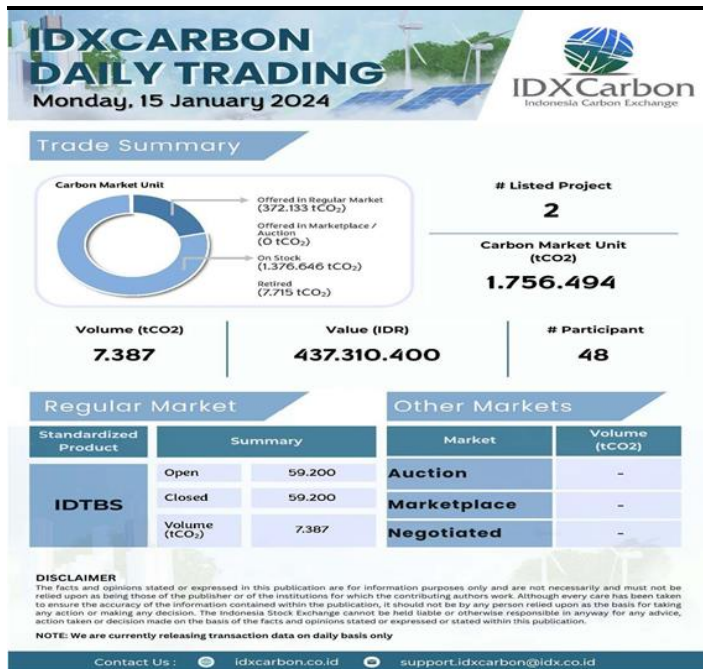 IDXCARBON
DAILY TRADING
Monday, 15 January 2024
IDXCarbon
Indonesia Carbon Exchange
Trade Summary
Carbon Market Unit
Offered in Regular Market
(372.133 tCO₂)
Offered in Marketplace /
Auction
(0 tCO₂)
On Stock
(1.376.646 tCO₂)
Retired
(7.715 tCO₂)
# Listed Project
2
Carbon Market Unit
(tCO2)
1.756.494
Volume (tCO2)
7.387
Value (IDR)
437.310.400
# Participant
48
Regular Market
Standardized
Product
Summary
IDTBS
Open 59.200
Closed 59.200
Volume
(tCO₂) 7.387
Other Markets
Market
Volume
(tCO2)
Auction -
Marketplace -
Negotiated -
DISCLAIMER
The facts and opinions stated or expressed in this publication are for information purposes only and are not necessarily and must not be
relied upon as being those of the publisher or of the institutions for which the contributing authors work. Although every care has been taken
to ensure the accuracy of the information contained within the publication, it should not be by any person relied upon as the basis for taking
any action or making any decision. The Indonesia Stock Exchange cannot be held liable or otherwise responsible in anyway for any advice,
action taken or decision made on the basis of the facts and opinions stated or expressed or stated within this publication.
NOTE: We are currently releasing transaction data on daily basis only
Contact Us : idxcarbon.co.id support.idxcarbon@idx.co.id